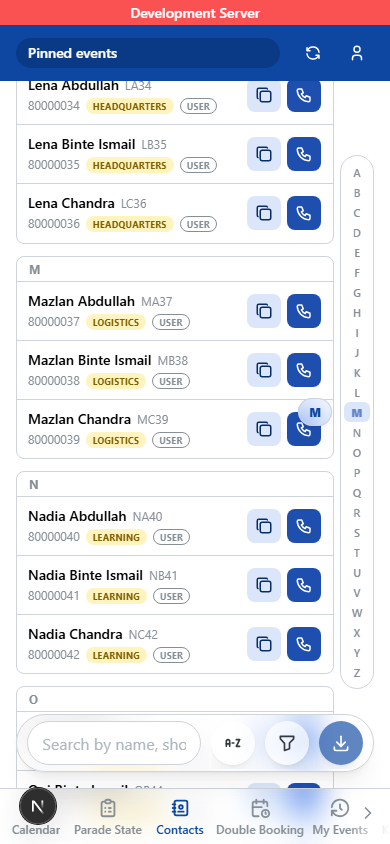 Development Server
Pinned events
Lena Abdullah LA34
80000034 HEADQUARTERS USER
Lena Binte Ismail LB35
80000035 HEADQUARTERS USER
Lena Chandra LC36
80000036 HEADQUARTERS USER
M
Mazlan Abdullah MA37
80000037 LOGISTICS USER
Mazlan Binte Ismail MB38
80000038 LOGISTICS USER
Mazlan Chandra MC39
80000039 LOGISTICS USER
M
N
Nadia Abdullah NA40
80000040 LEARNING USER
Nadia Binte Ismail NB41
80000041 LEARNING USER
Nadia Chandra NC42
80000042 LEARNING USER
O
A
B
C
D
E
F
G
H
I
J
K
L
M
N
O
P
Q
R
S
T
U
V
W
X
Y
Z
Search by name, sho
A-Z
N
Calendar Parade State Contacts Double Booking My Events